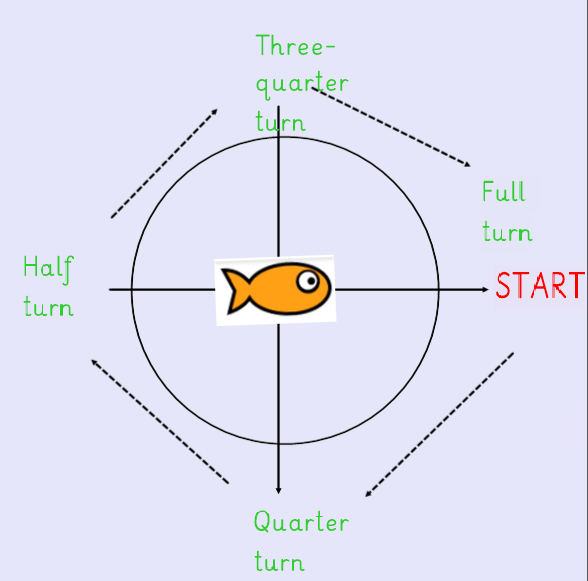 Three-
quarter
turn
Full
turn
Half
turn
START
Quarter
turn